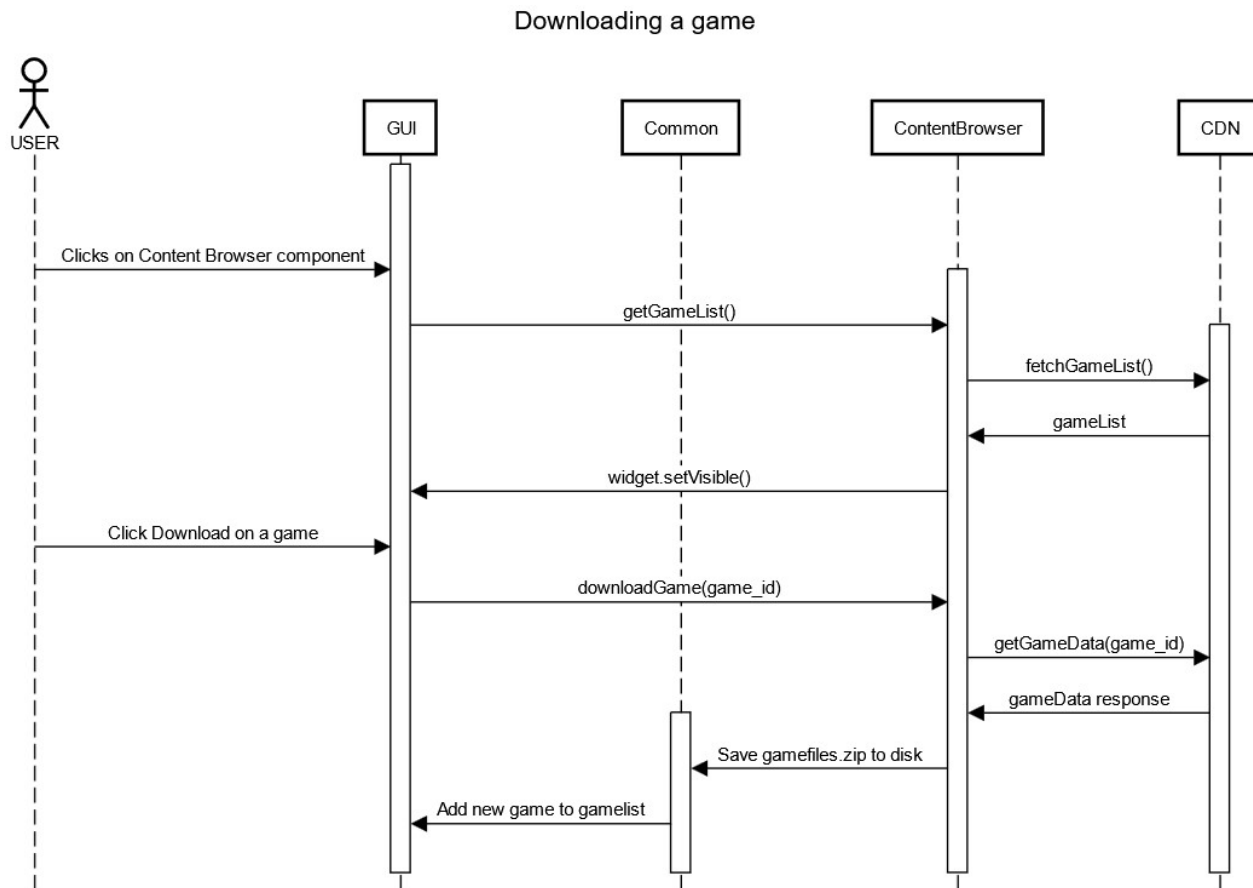 Downloading a game
USER
GUI
Common
ContentBrowser
CDN
Clicks on Content Browser component
getGameList()
fetchGameList()
gameList
widget.setVisible()
Click Download on a game
downloadGame(game_id)
getGameData(game_id)
gameData response
Save gamefiles.zip to disk
Add new game to gamelist